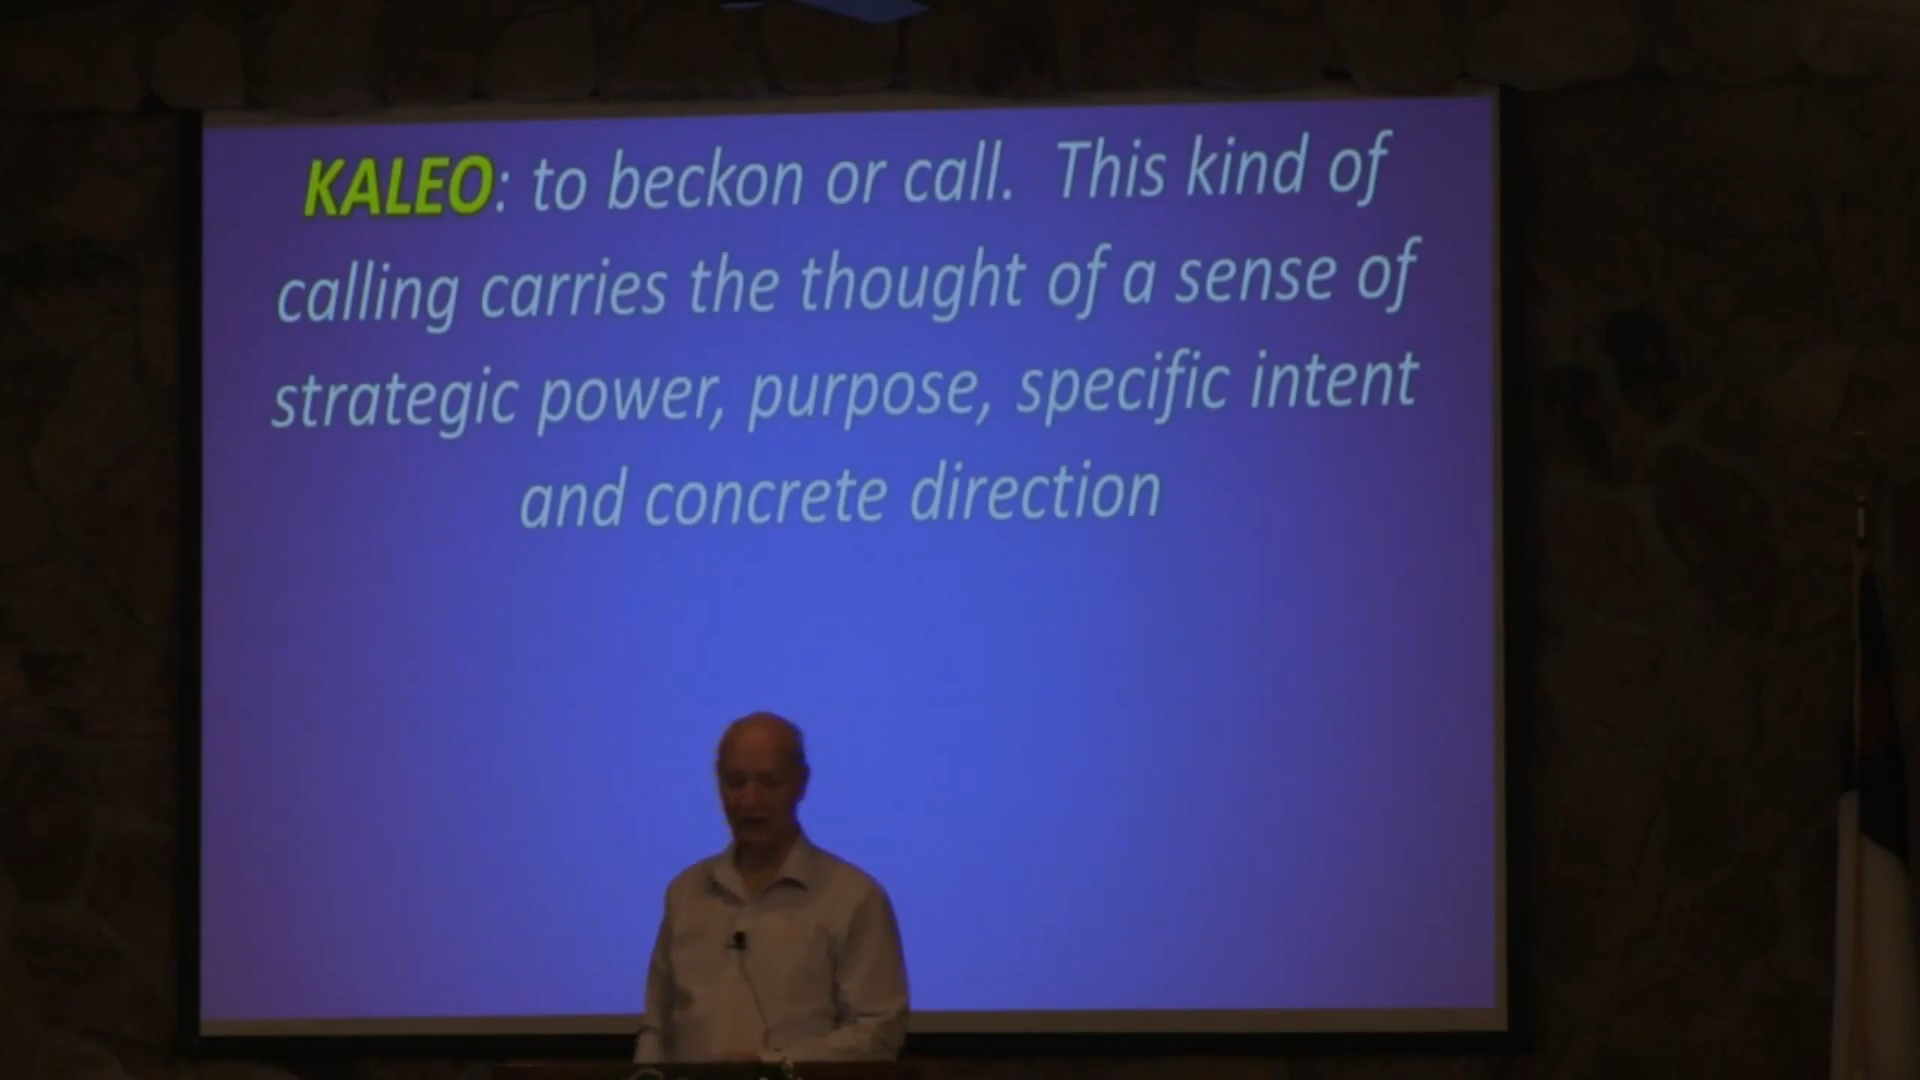 KALEO: to beckon or call.  This kind of
calling carries the thought of a sense of
strategic power, purpose, specific intent
and concrete direction